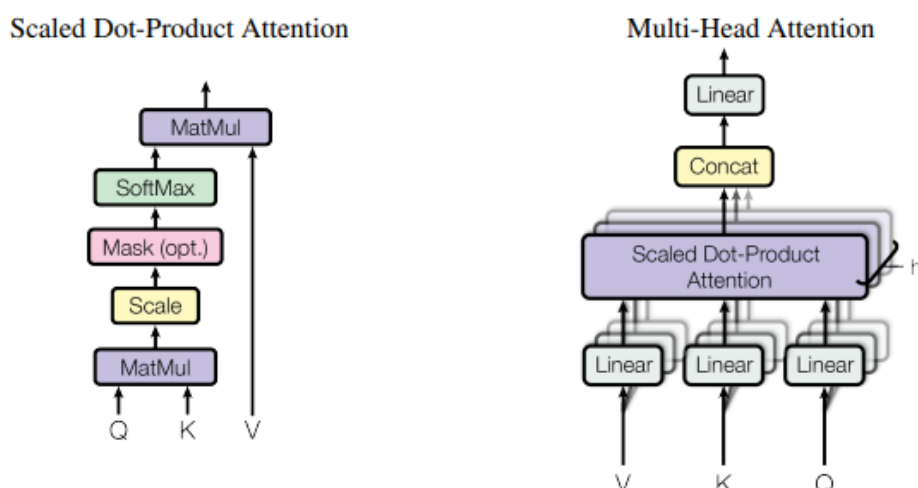 Scaled Dot-Product Attention
MatMul
SoftMax
Mask (opt.)
Scale
MatMul
Q K V
Multi-Head Attention
Linear
Concat
Scaled Dot-Product
Attention
h
Linear Linear Linear
V K Q